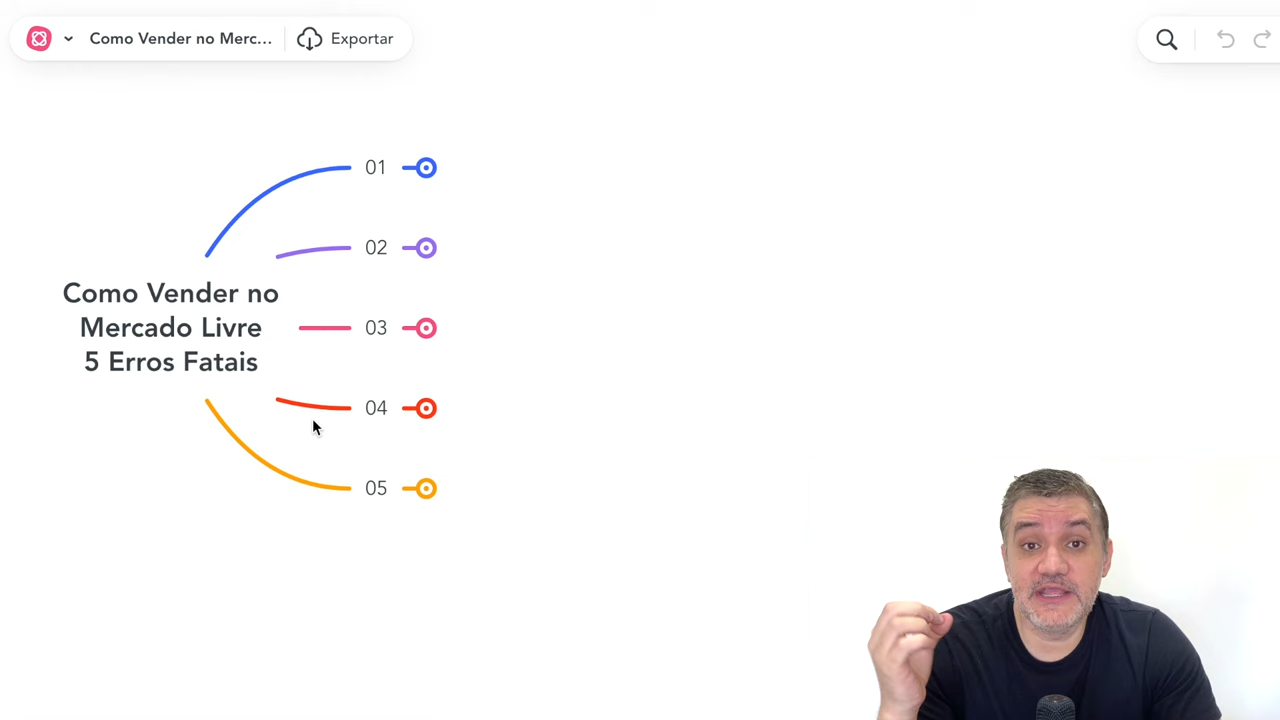 Como Vender no Merc...
Exportar
01
02
Como Vender no
Mercado Livre
5 Erros Fatais
03
04
05